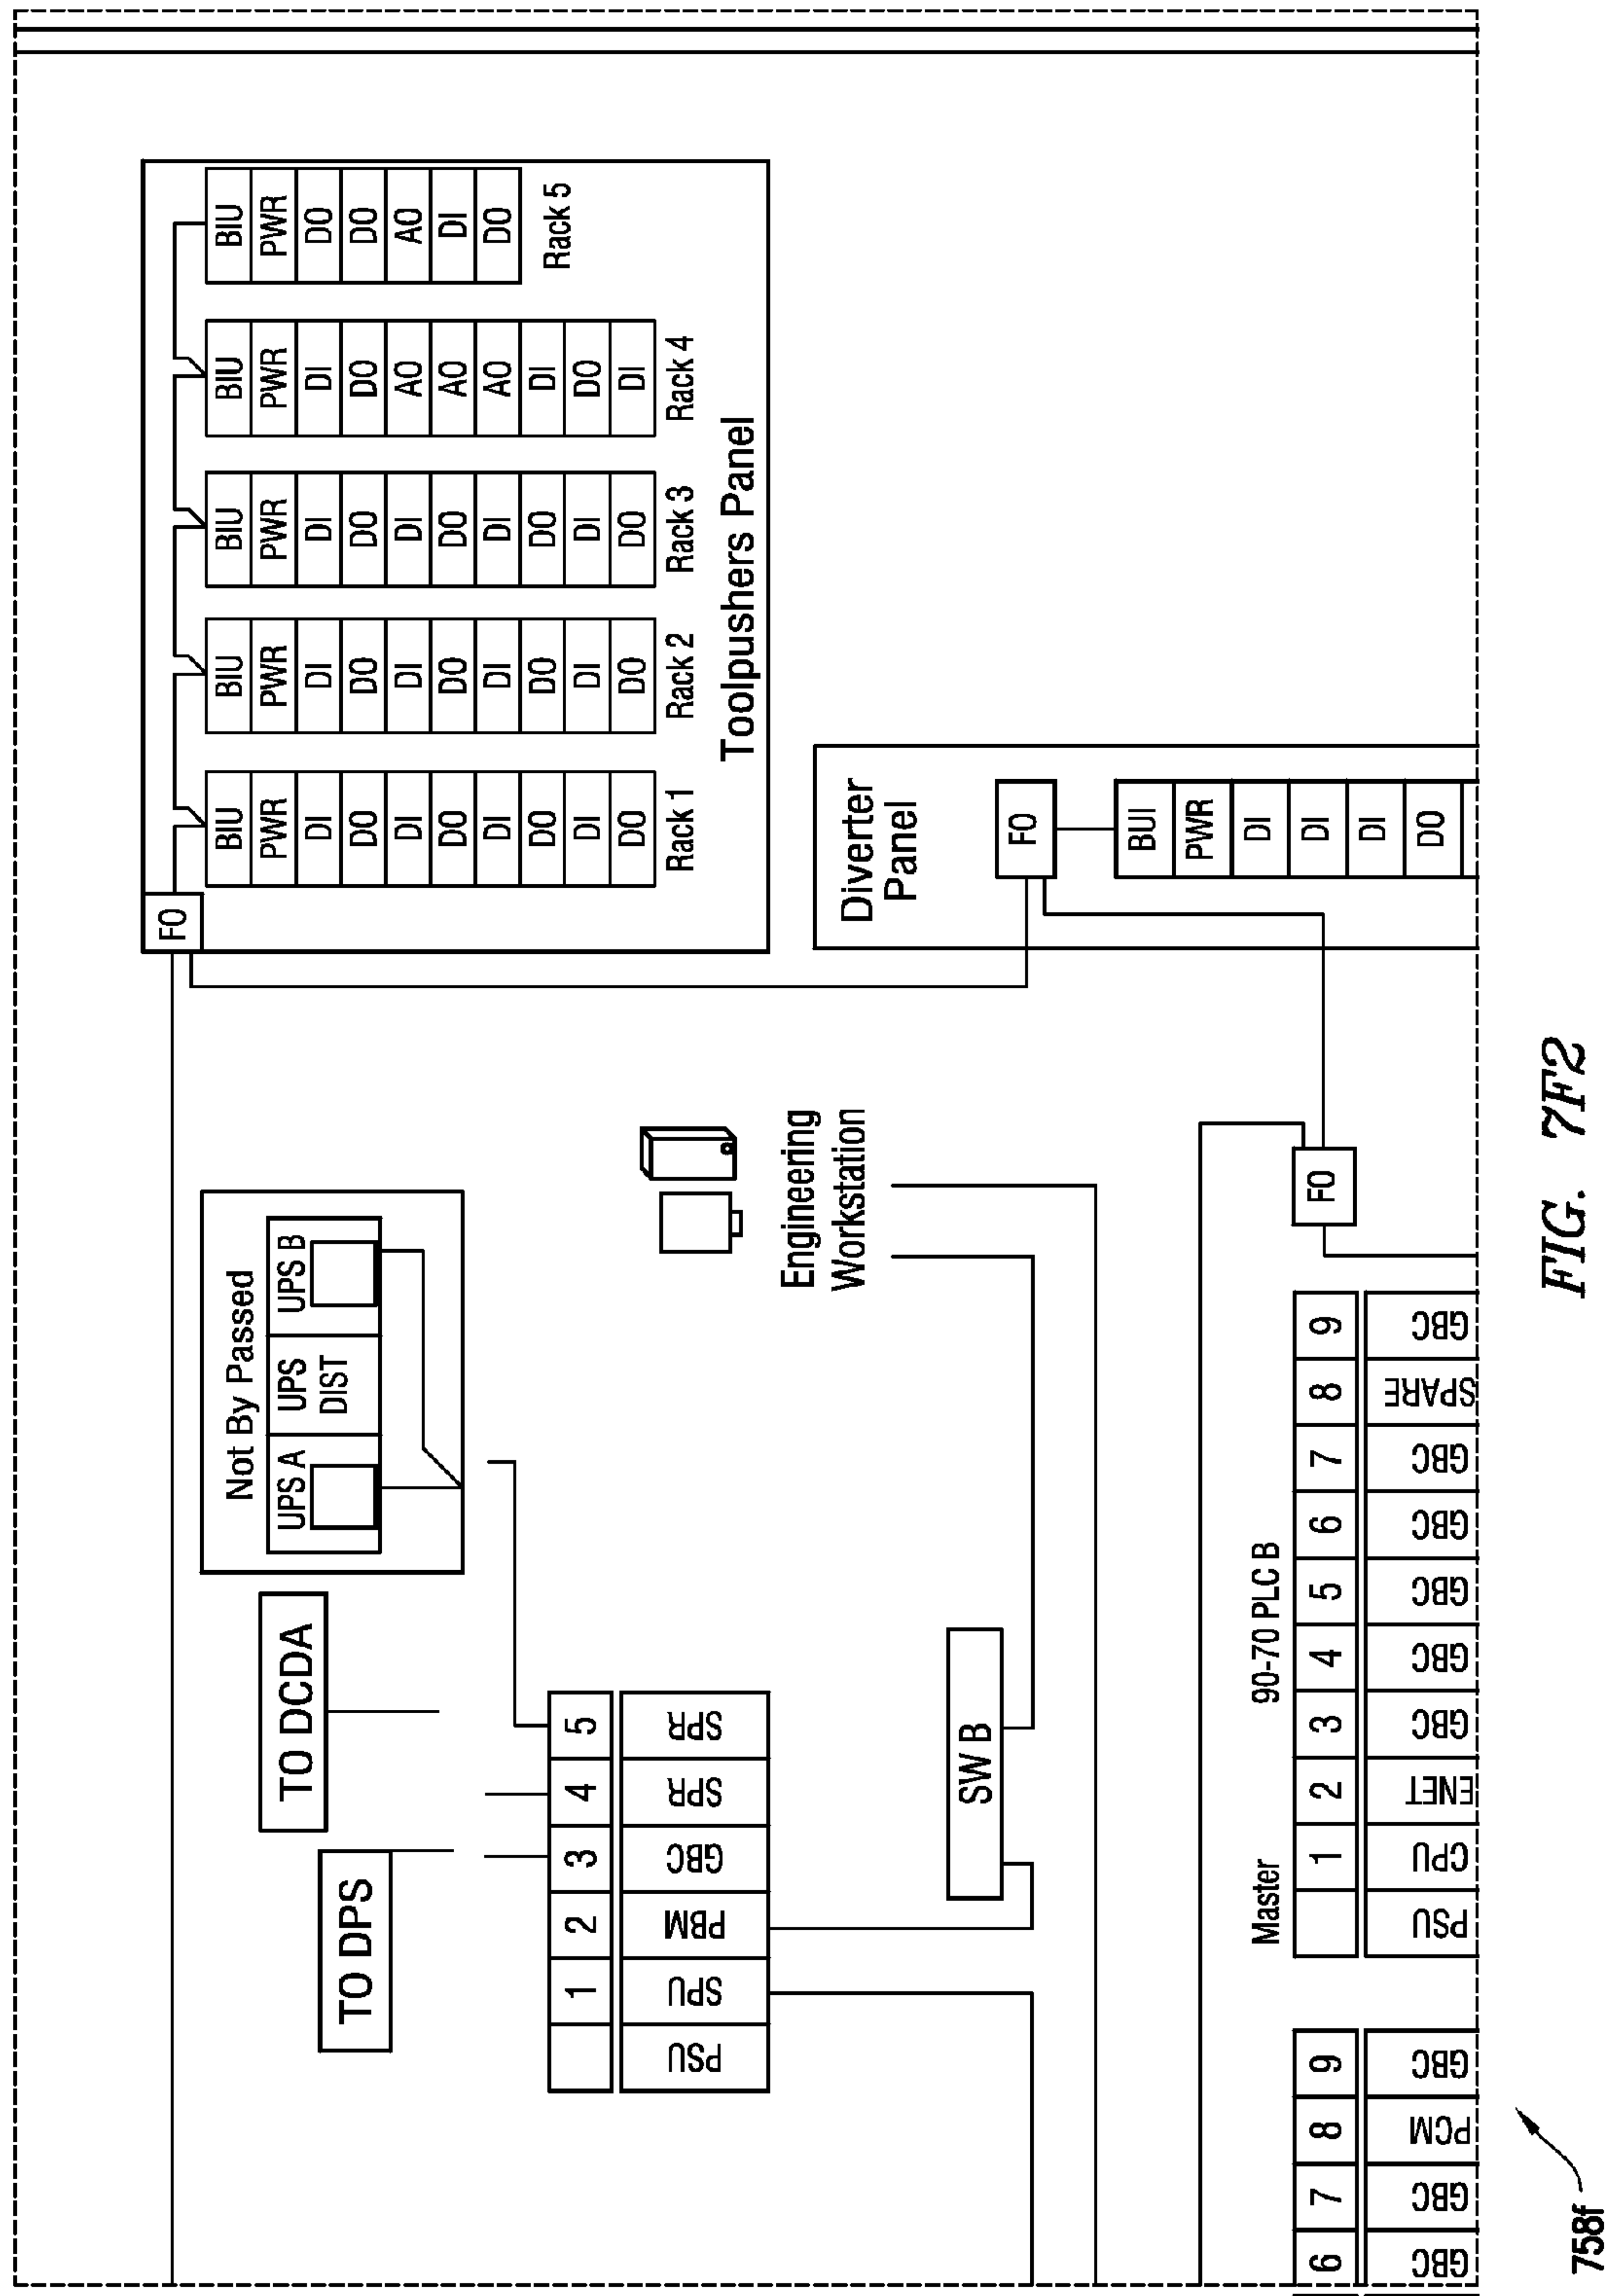 Not By Passed
UPS A
UPS
DIST
UPS B
TO DCDA
TO DPS
1
2
3
4
5
PSU
SPU
PBM
GBC
SPR
SPR
FO
BIU
PWR
DI
DO
DI
DO
DI
DO
DI
DO
Rack 1
BIU
PWR
DI
DO
DI
DO
DI
DO
DI
DO
Rack 2
BIU
PWR
DI
DO
DI
DO
DI
DO
DI
DO
Rack 3
BIU
PWR
DI
DO
AO
AO
AO
DI
DO
DI
Rack 4
BIU
PWR
DO
DO
AO
DI
DO
Rack 5
Toolpushers Panel
Engineering
Workstation
SW B
Diverter
Panel
FO
BUI
PWR
DI
DI
DI
DO
FO
6
7
8
9
GBC
GBC
PCM
GBC
Master
90-70 PLC B
1
2
3
4
5
6
7
8
9
PSU
CPU
ENET
GBC
GBC
GBC
GBC
GBC
SPARE
GBC
758f
FIG. 7F2